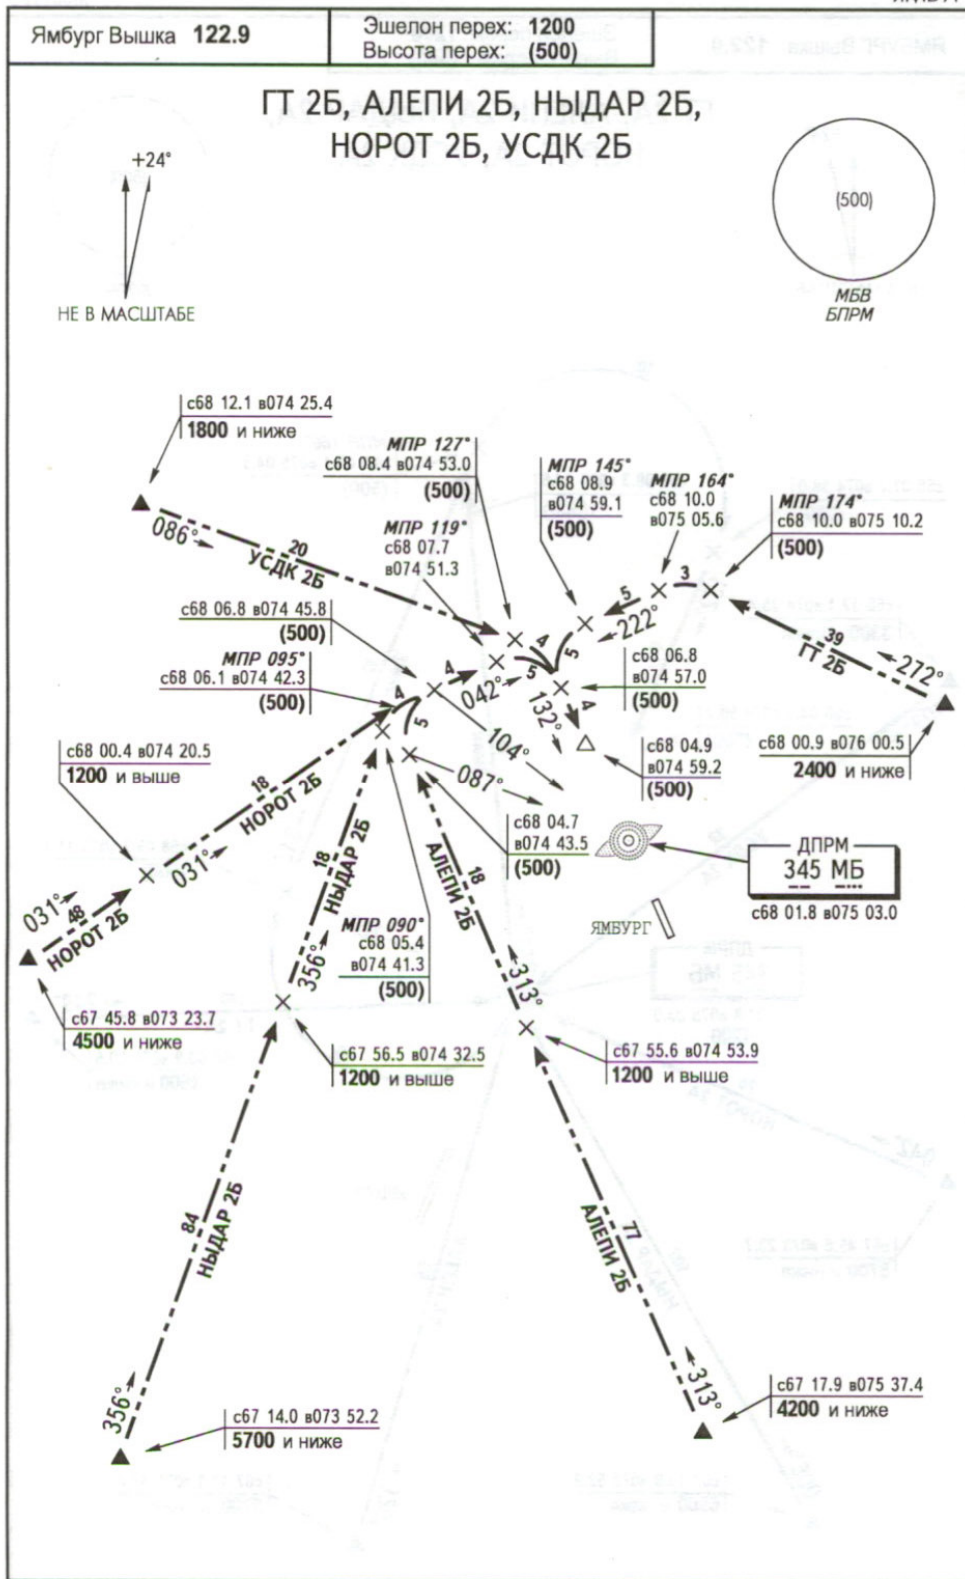 Ямбург Вышка 122.9
Эшелон перех: 1200
Высота перех: (500)
ГТ 2Б, АЛЕПИ 2Б, НЫДАР 2Б,
НОРОТ 2Б, УСДК 2Б
+24°
НЕ В МАСШТАБЕ
(500)
МБВ
БПРМ
с68 12.1 в074 25.4
1800 и ниже
МПР 127°
с68 08.4 в074 53.0
(500)
МПР 145°
с68 08.9
в074 59.1
(500)
МПР 164°
с68 10.0
в075 05.6
МПР 174°
с68 10.0 в075 10.2
(500)
МПР 119°
с68 07.7
в074 51.3
086°
20
УСДК 2Б
с68 06.8 в074 45.8
(500)
МПР 095°
с68 06.1 в074 42.3
(500)
4
4
5
042°
4
5
5
132°
4
5
222°
3
39
ГТ 2Б
272°
с68 06.8
в074 57.0
(500)
с68 04.9
в074 59.2
(500)
с68 00.9 в076 00.5
2400 и ниже
104°
087°
с68 00.4 в074 20.5
1200 и выше
18
НОРОТ 2Б
031°
031°
48
НОРОТ 2Б
с67 45.8 в073 23.7
4500 и ниже
18
НЫДАР 2Б
356°
МПР 090°
с68 05.4
в074 41.3
(500)
18
АЛЕПИ 2Б
313°
с68 04.7
в074 43.5
(500)
ДПРМ
345 МБ
с68 01.8 в075 03.0
ЯМБУРГ
с67 56.5 в074 32.5
1200 и выше
с67 55.6 в074 53.9
1200 и выше
84
НЫДАР 2Б
356°
с67 14.0 в073 52.2
5700 и ниже
77
АЛЕПИ 2Б
313°
с67 17.9 в075 37.4
4200 и ниже